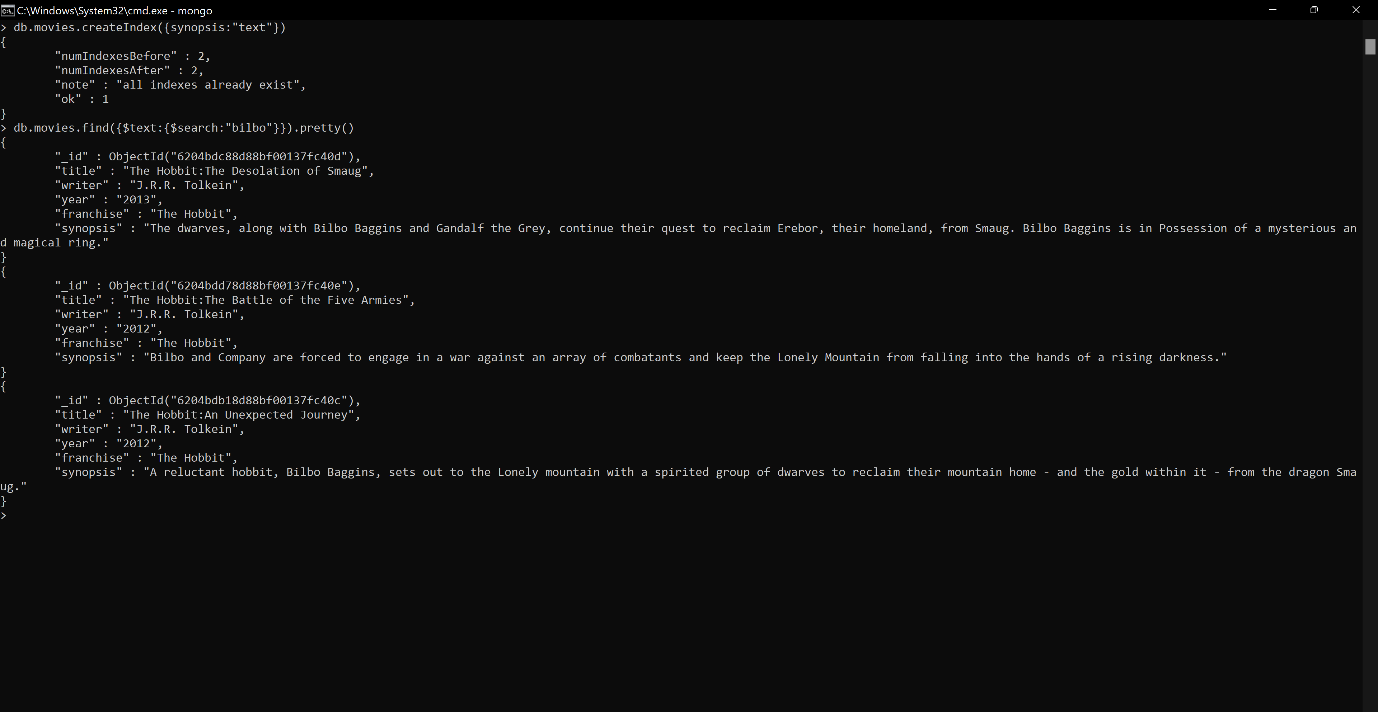 C:\Windows\System32\cmd.exe - mongo
> db.movies.createIndex({synopsis:"text"})
{
        "numIndexesBefore" : 2,
        "numIndexesAfter" : 2,
        "note" : "all indexes already exist",
        "ok" : 1
}
> db.movies.find({$text:{$search:"bilbo"}}).pretty()
{
        "_id" : ObjectId("6204bdc88d88bf00137fc40d"),
        "title" : "The Hobbit:The Desolation of Smaug",
        "writer" : "J.R.R. Tolkein",
        "year" : "2013",
        "franchise" : "The Hobbit",
        "synopsis" : "The dwarves, along with Bilbo Baggins and Gandalf the Grey, continue their quest to reclaim Erebor, their homeland, from Smaug. Bilbo Baggins is in Possession of a mysterious an
d magical ring."
}
{
        "_id" : ObjectId("6204bdd78d88bf00137fc40e"),
        "title" : "The Hobbit:The Battle of the Five Armies",
        "writer" : "J.R.R. Tolkein",
        "year" : "2012",
        "franchise" : "The Hobbit",
        "synopsis" : "Bilbo and Company are forced to engage in a war against an array of combatants and keep the Lonely Mountain from falling into the hands of a rising darkness."
}
{
        "_id" : ObjectId("6204bdb18d88bf00137fc40c"),
        "title" : "The Hobbit:An Unexpected Journey",
        "writer" : "J.R.R. Tolkein",
        "year" : "2012",
        "franchise" : "The Hobbit",
        "synopsis" : "A reluctant hobbit, Bilbo Baggins, sets out to the Lonely mountain with a spirited group of dwarves to reclaim their mountain home - and the gold within it - from the dragon Sma
ug."
}
>